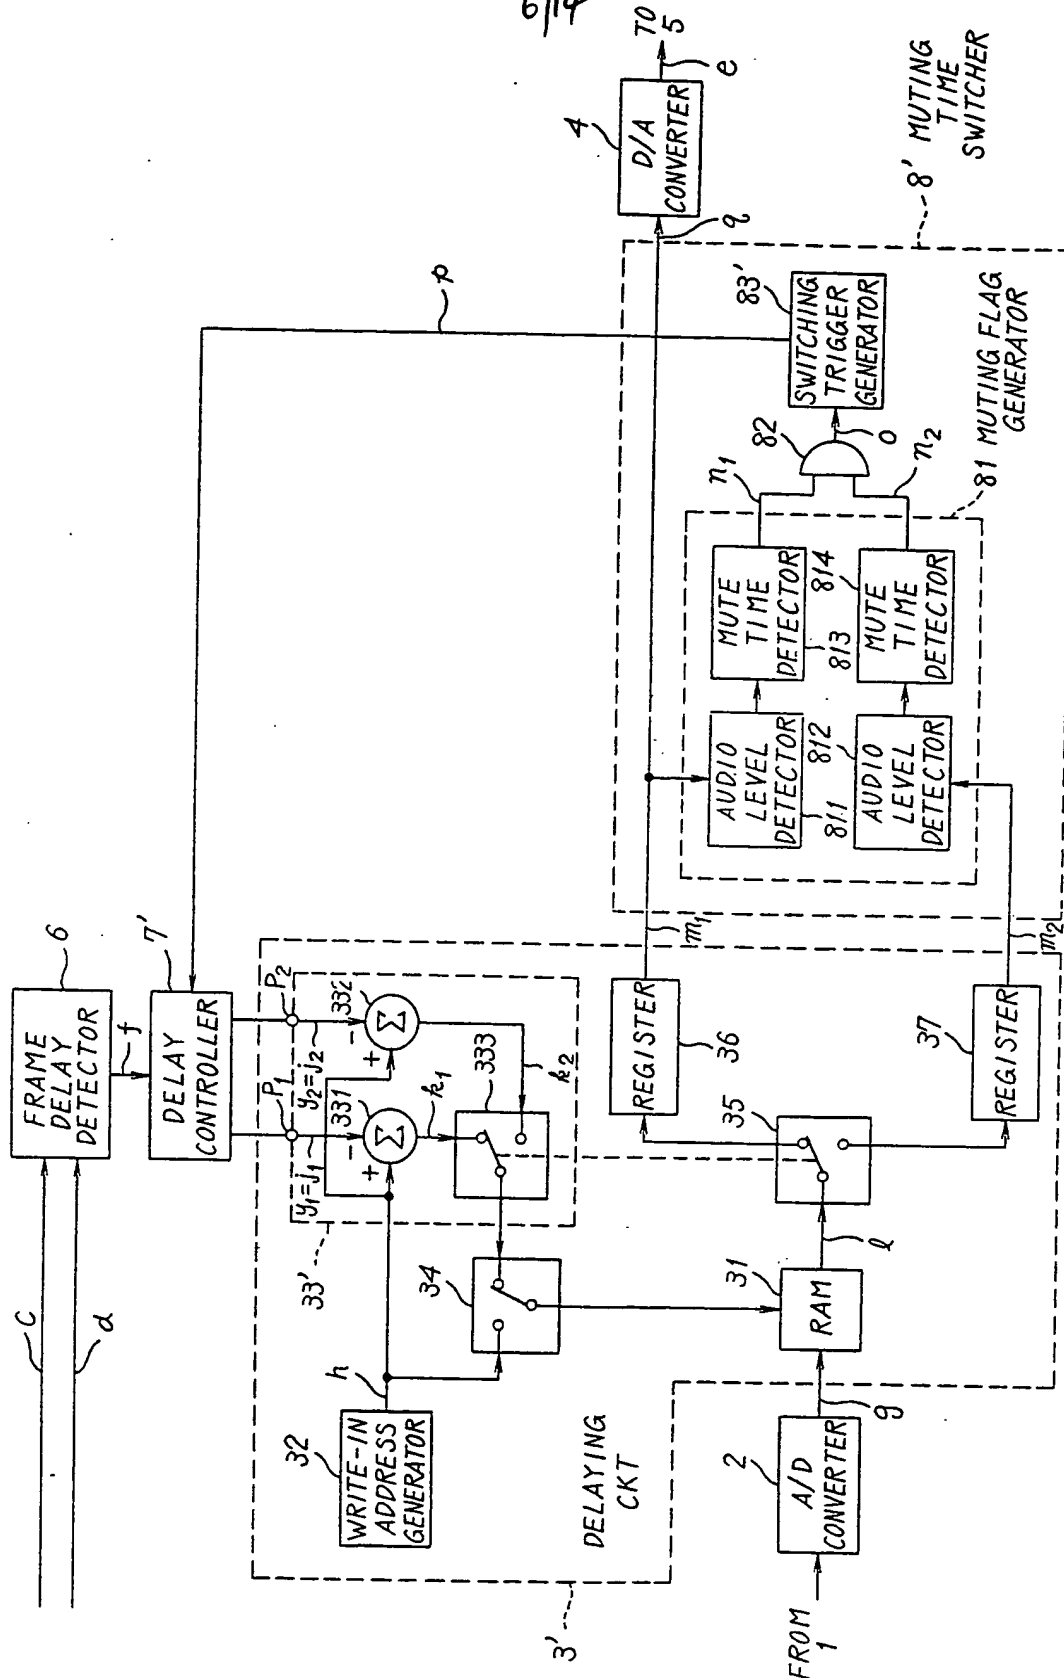 6/14
C
d
6
FRAME
DELAY
DETECTOR
f
7'
DELAY
CONTROLLER
p
P1
P2
y1=j1
y2=j2
331
332
+
-
Σ
+
-
Σ
k1
k2
333
33'
34
h
32
WRITE-IN
ADDRESS
GENERATOR
DELAYING
CKT
3'
FROM
1
2
A/D
CONVERTER
g
31
RAM
l
35
REGISTER
36
37
REGISTER
m1
m2
AUDIO
LEVEL
DETECTOR
811
812
AUDIO
LEVEL
DETECTOR
MUTE
TIME
DETECTOR
813
814
MUTE
TIME
DETECTOR
n1
n2
82
o
83'
SWITCHING
TRIGGER
GENERATOR
81 MUTING FLAG
GENERATOR
8' MUTING
TIME
SWITCHER
q
4
D/A
CONVERTER
e
TO
5